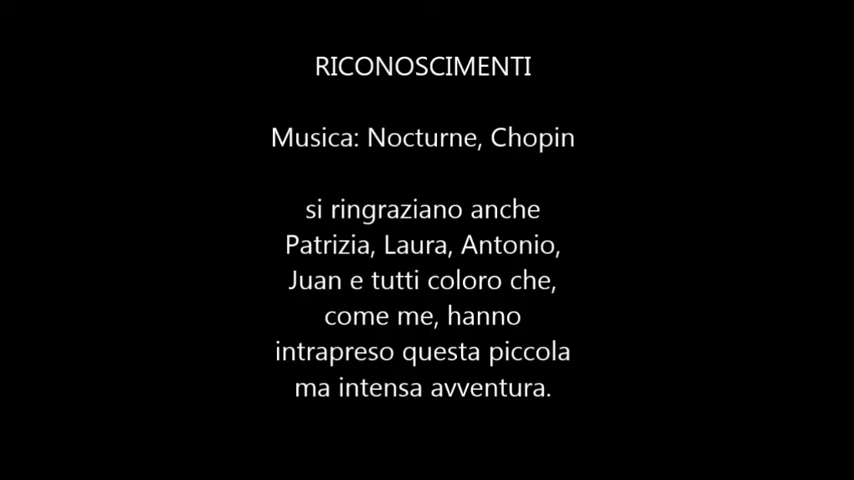 RICONOSCIMENTI
Musica: Nocturne, Chopin
si ringraziano anche
Patrizia, Laura, Antonio,
Juan e tutti coloro che,
come me, hanno
intrapreso questa piccola
ma intensa avventura.